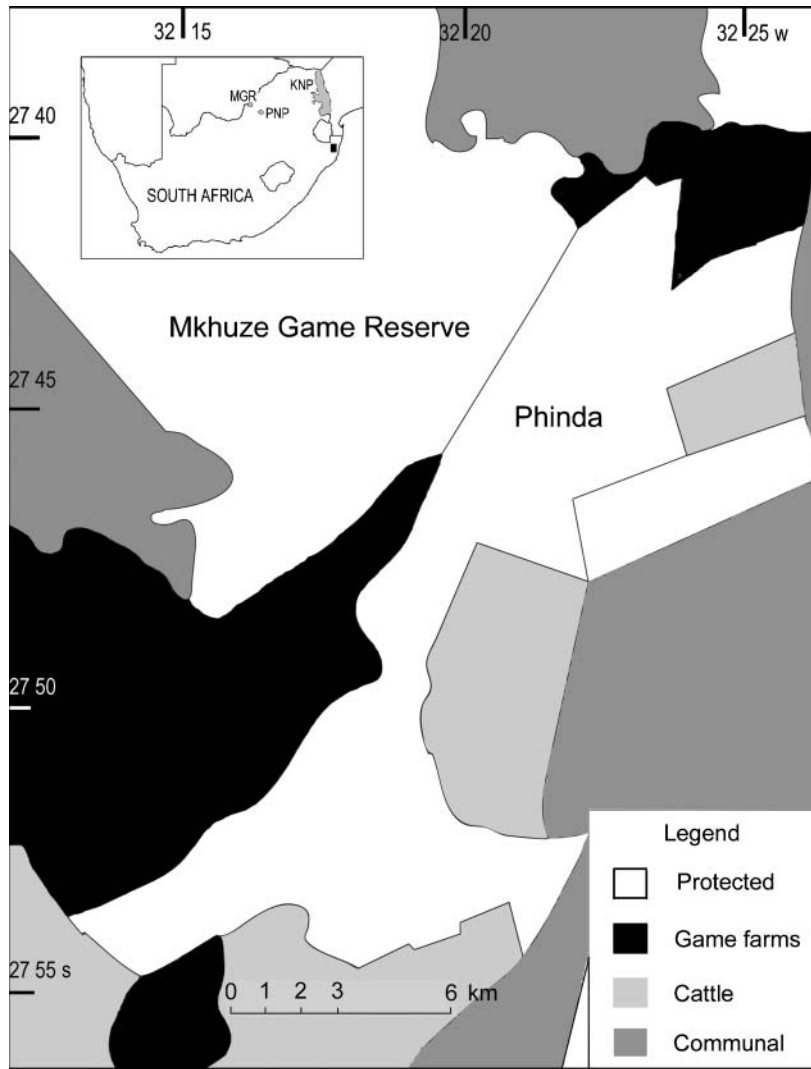 32 15
32 20
32 25 w
27 40
KNP
MGR
PNP
SOUTH AFRICA
Mkhuze Game Reserve
27 45
Phinda
27 50
Legend
Protected
Game farms
Cattle
Communal
27 55 s
0 1 2 3 6 km